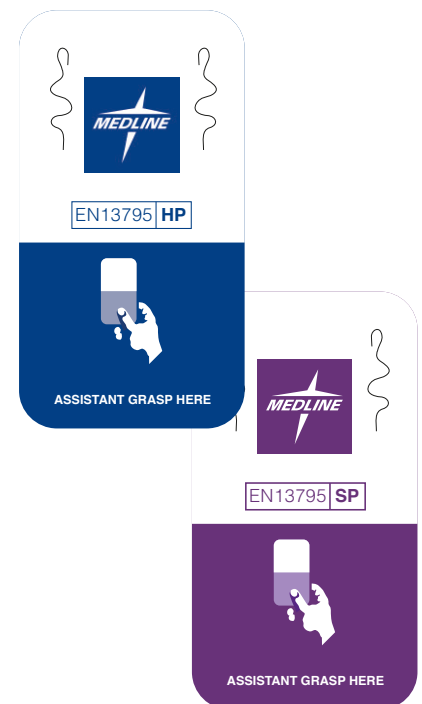 MEDLINE
EN13795 HP
ASSISTANT GRASP HERE
MEDLINE
EN13795 SP
ASSISTANT GRASP HERE